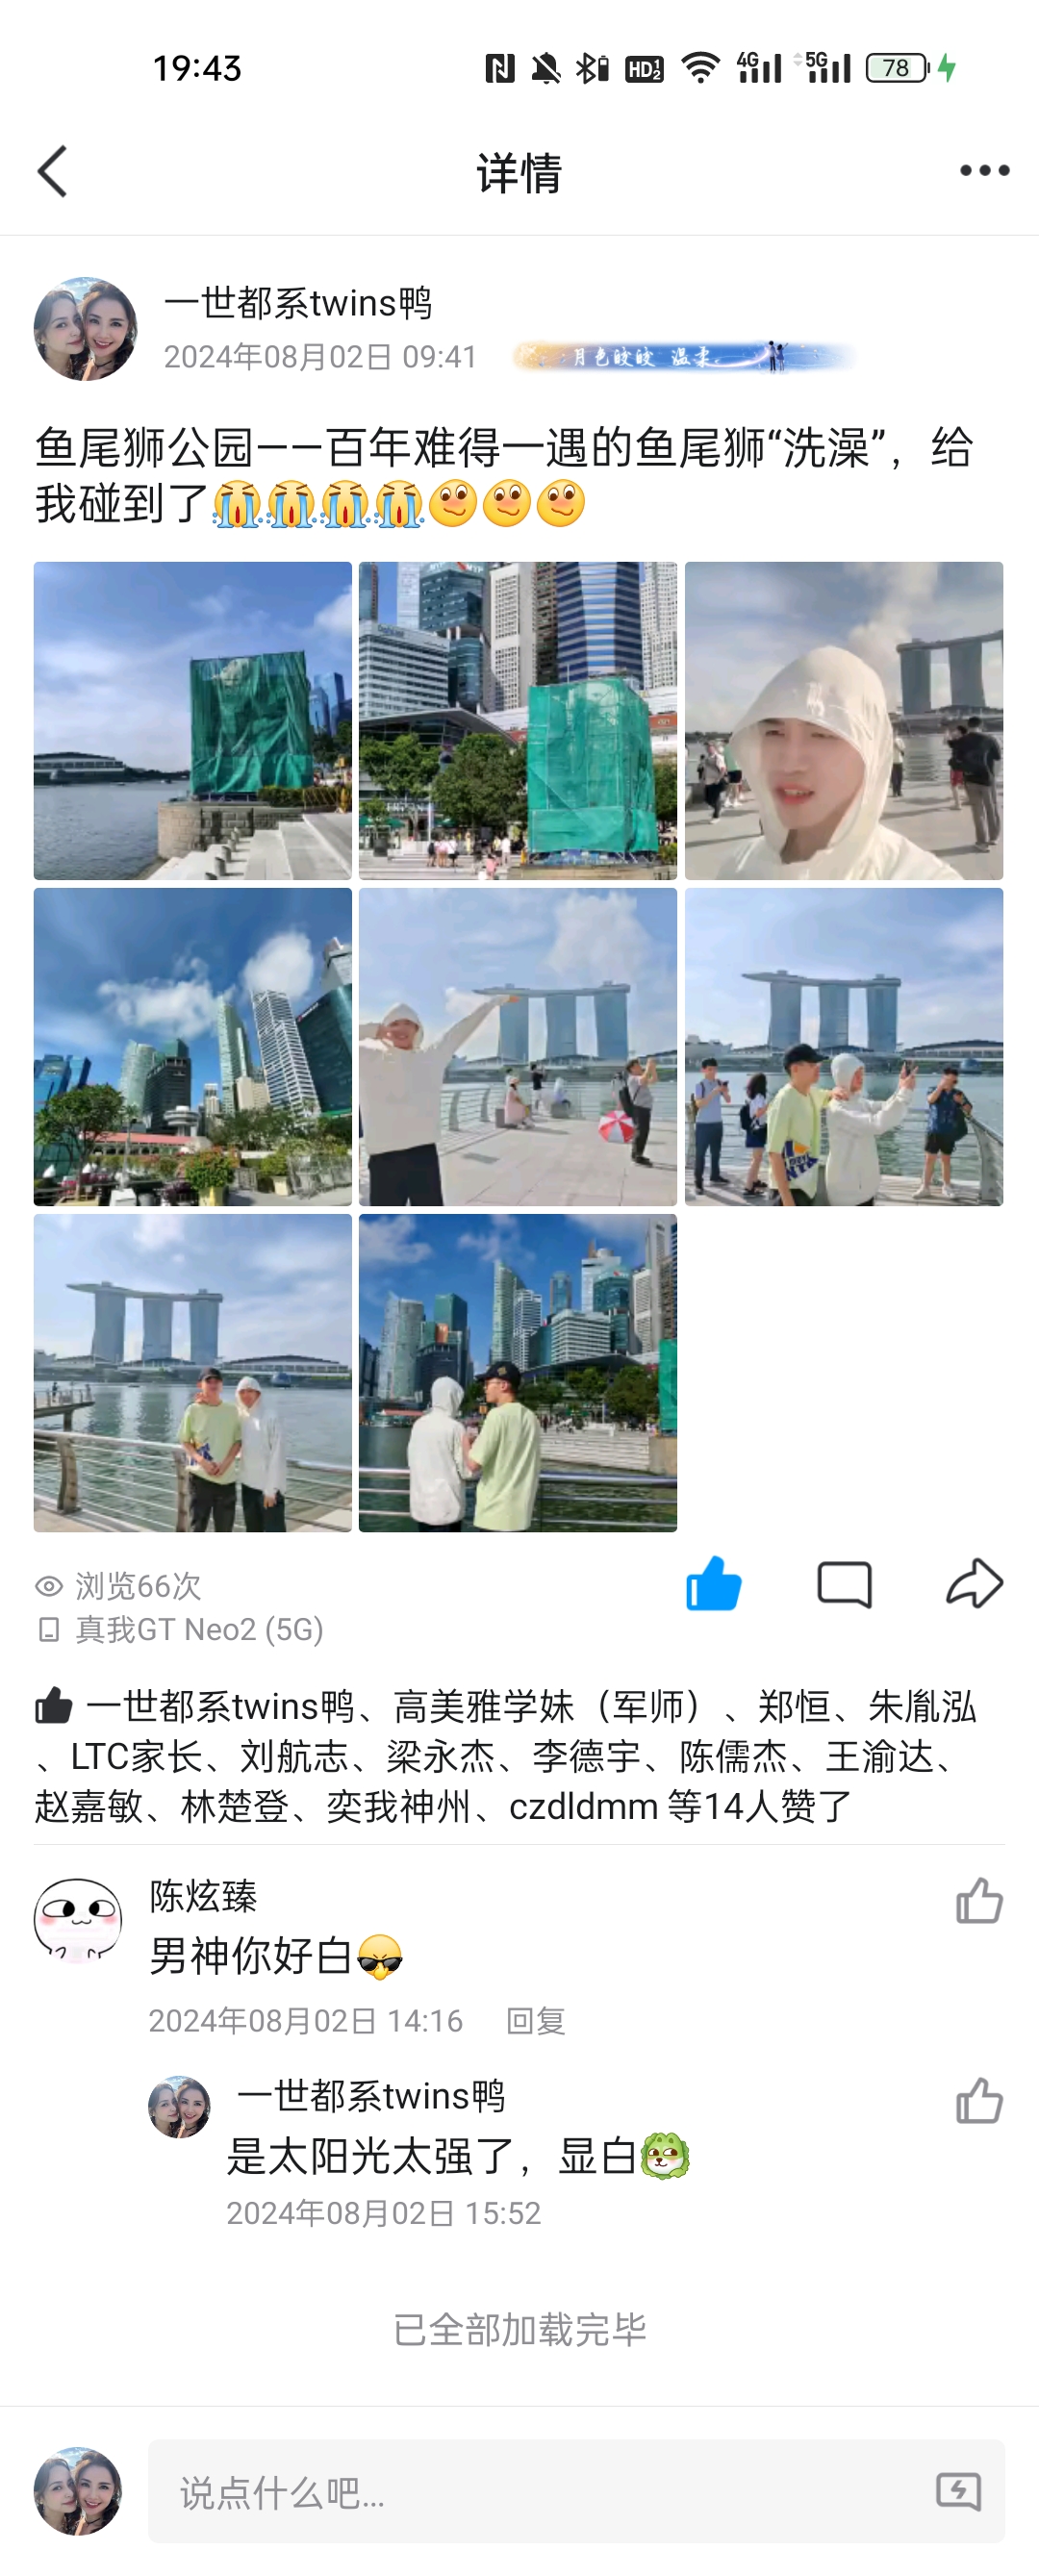 19:43
HD 1 2
4G
5G
78
详情
一世都系twins鸭
2024年08月02日 09:41
月色皎皎 温柔
鱼尾狮公园——百年难得一遇的鱼尾狮“洗澡”，给
我碰到了😭😭😭😭
浏览66次
真我GT Neo2 (5G)
一世都系twins鸭、高美雅学妹（军师）、郑恒、朱胤泓
、LTC家长、刘航志、梁永杰、李德宇、陈儒杰、王渝达、
赵嘉敏、林楚登、奕我神州、czdldmm 等14人赞了
陈炫臻
男神你好白
2024年08月02日 14:16 回复
一世都系twins鸭
是太阳光太强了，显白
2024年08月02日 15:52
已全部加载完毕
说点什么吧...